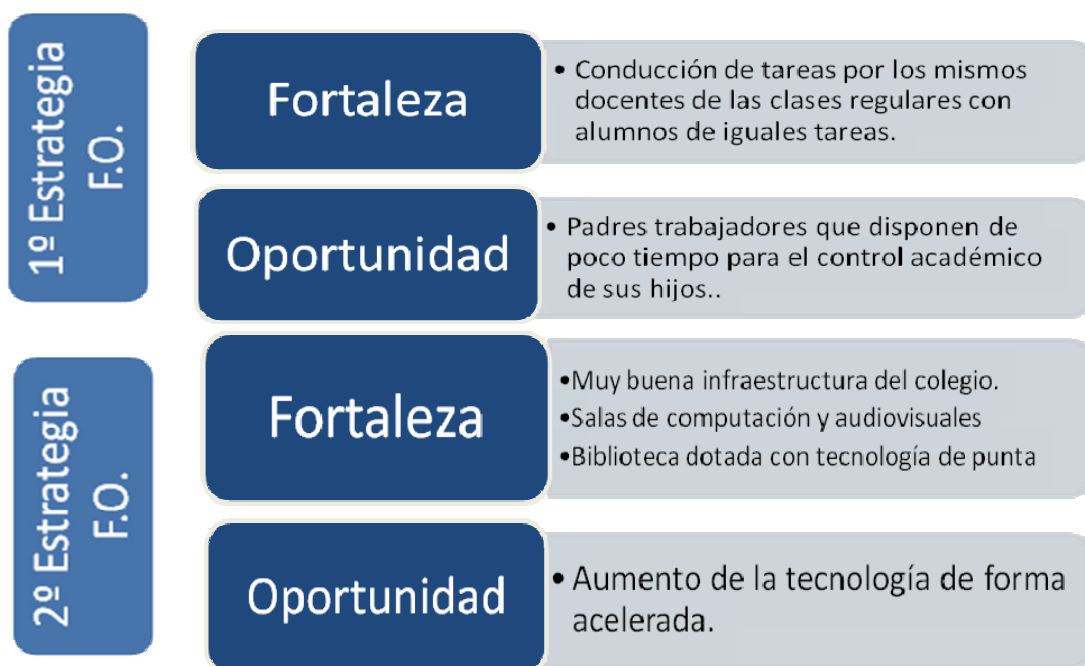 1º Estrategia
F.O.
Fortaleza
• Conducción de tareas por los mismos
docentes de las clases regulares con
alumnos de iguales tareas.
Oportunidad
• Padres trabajadores que disponen de
poco tiempo para el control académico
de sus hijos..
2º Estrategia
F.O.
Fortaleza
•Muy buena infraestructura del colegio.
•Salas de computación y audiovisuales
•Biblioteca dotada con tecnología de punta
Oportunidad
• Aumento de la tecnología de forma
acelerada.